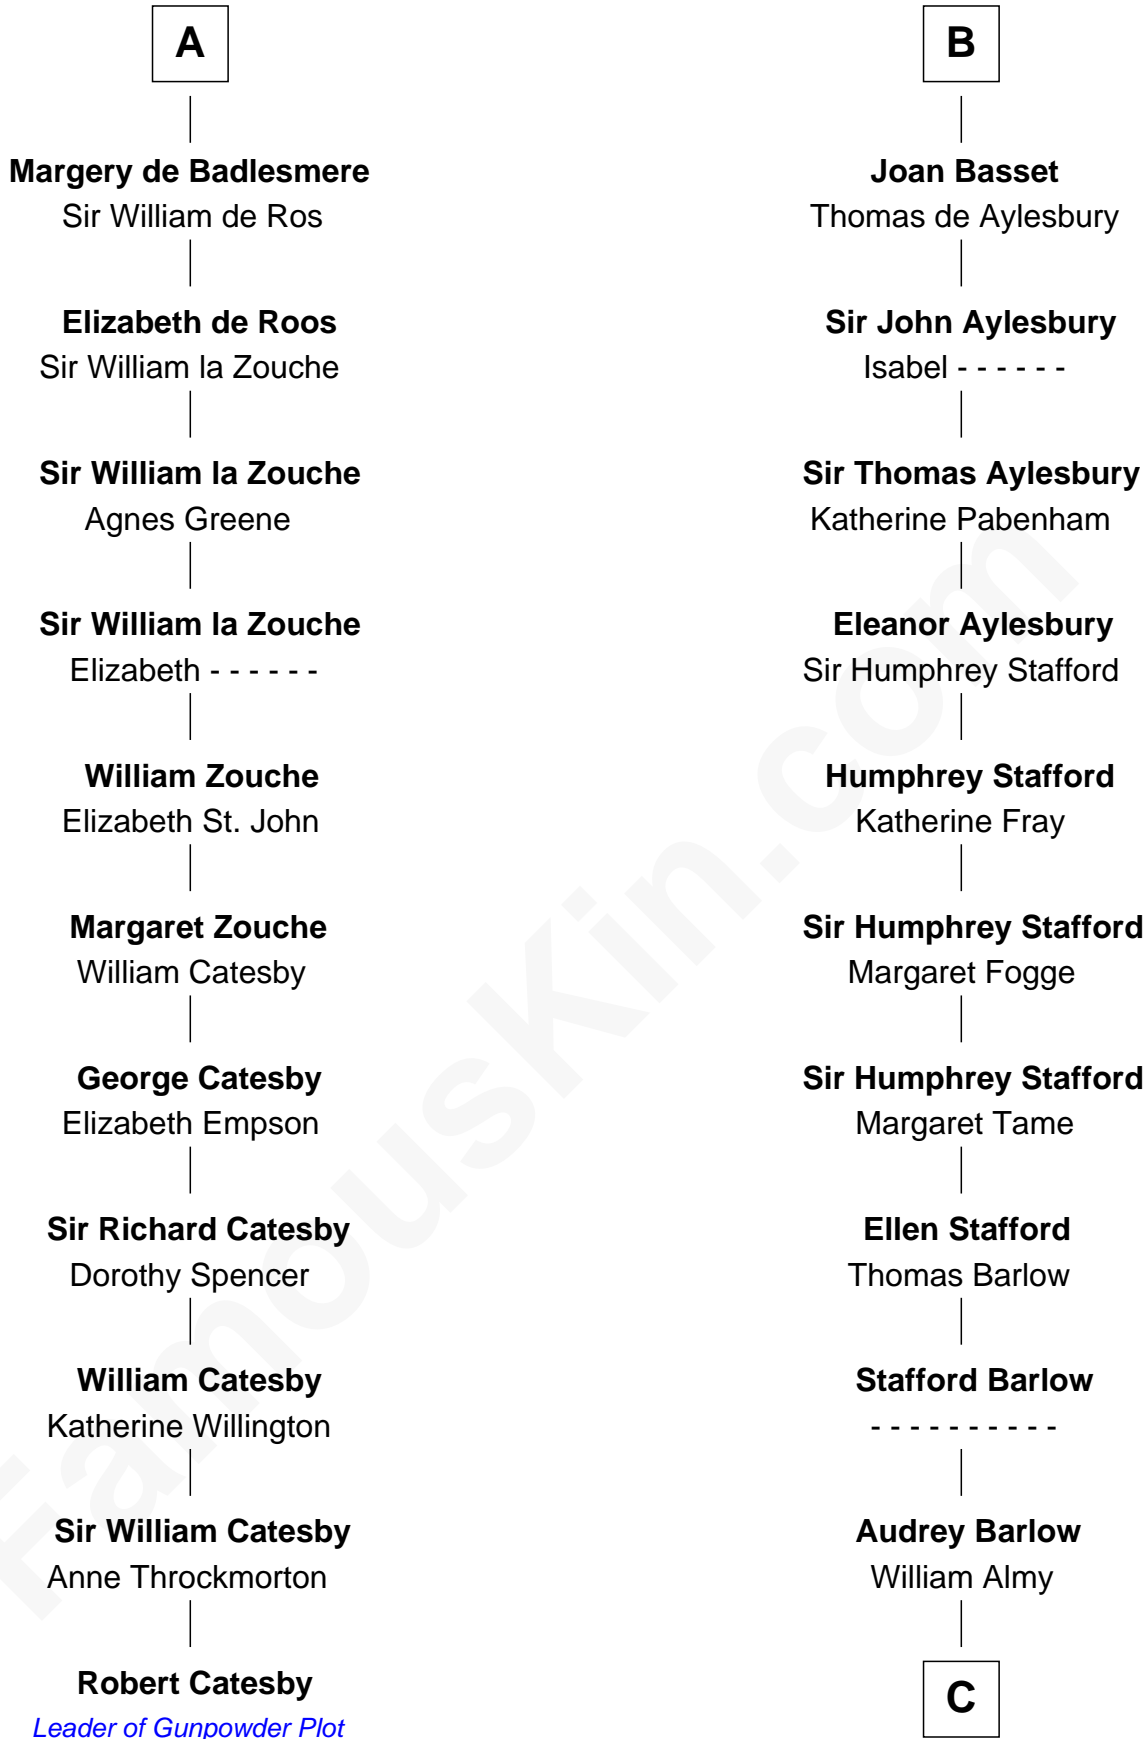 A
Margery de Badlesmere
Sir William de Ros
Elizabeth de Roos
Sir William la Zouche
Sir William la Zouche
Agnes Greene
Sir William la Zouche
Elizabeth - - - - - -
William Zouche
Elizabeth St. John
Margaret Zouche
William Catesby
George Catesby
Elizabeth Empson
Sir Richard Catesby
Dorothy Spencer
William Catesby
Katherine Willington
Sir William Catesby
Anne Throckmorton
Robert Catesby
Leader of Gunpowder Plot
B
Joan Basset
Thomas de Aylesbury
Sir John Aylesbury
Isabel - - - - - -
Sir Thomas Aylesbury
Katherine Pabenham
Eleanor Aylesbury
Sir Humphrey Stafford
Humphrey Stafford
Katherine Fray
Sir Humphrey Stafford
Margaret Fogge
Sir Humphrey Stafford
Margaret Tame
Ellen Stafford
Thomas Barlow
Stafford Barlow
- - - - - - - - - -
Audrey Barlow
William Almy
C
FamousKin.com